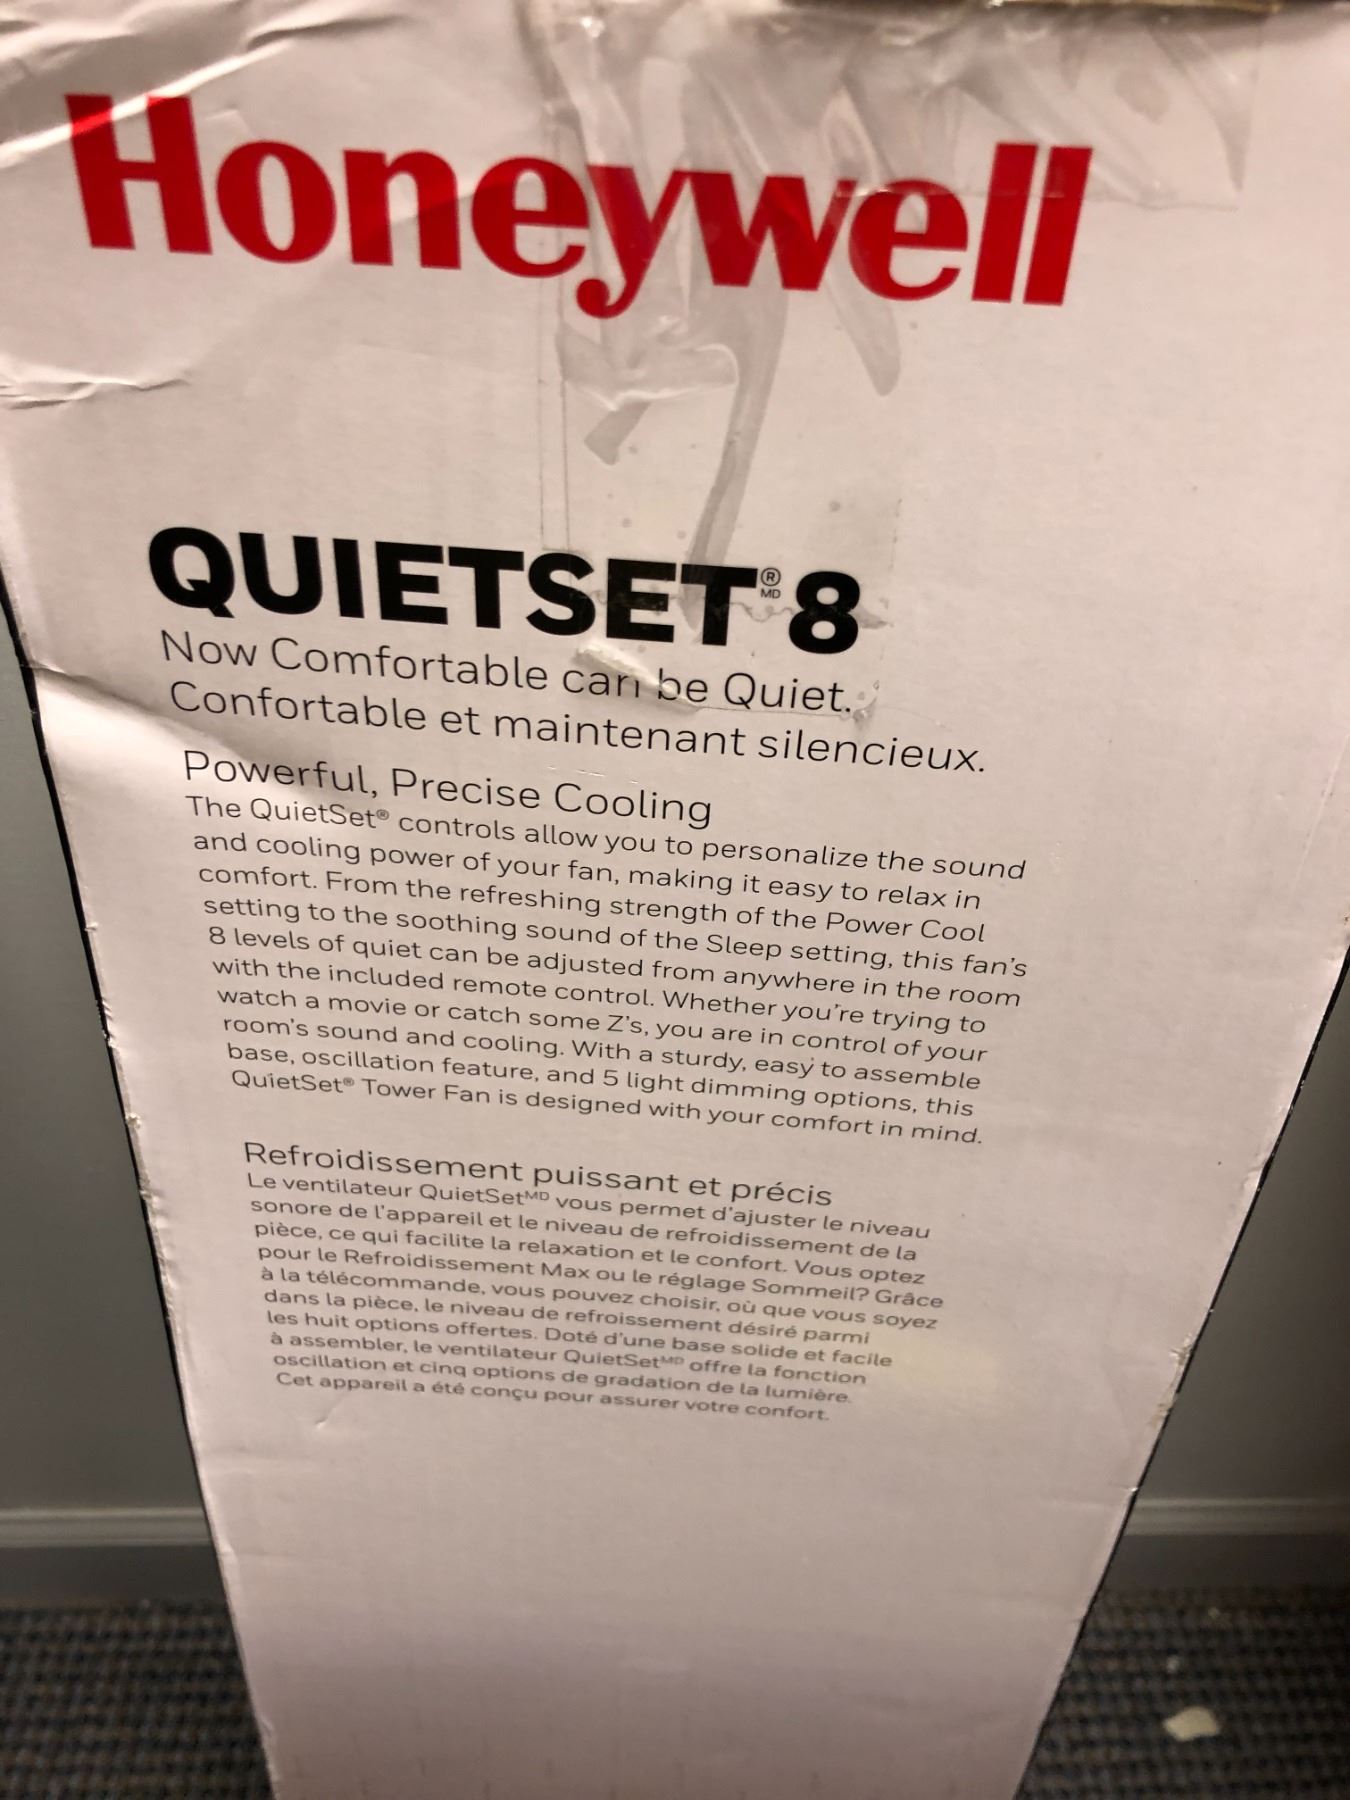 Honeywell
QUIETSET® MD 8
Now Comfortable can be Quiet.
Confortable et maintenant silencieux.
Powerful, Precise Cooling
The QuietSet® controls allow you to personalize the sound
and cooling power of your fan, making it easy to relax in
comfort. From the refreshing strength of the Power Cool
setting to the soothing sound of the Sleep setting, this fan's
8 levels of quiet can be adjusted from anywhere in the room
with the included remote control. Whether you're trying to
watch a movie or catch some Z's, you are in control of your
room's sound and cooling. With a sturdy, easy to assemble
base, oscillation feature, and 5 light dimming options, this
QuietSet® Tower Fan is designed with your comfort in mind.
Refroidissement puissant et précis
Le ventilateur QuietSetMD vous permet d'ajuster le niveau
sonore de l'appareil et le niveau de refroidissement de la
pièce, ce qui facilite la relaxation et le confort. Vous optez
pour le Refroidissement Max ou le réglage Sommeil? Grâce
à la télécommande, vous pouvez choisir, où que vous soyez
dans la pièce, le niveau de refroissement désiré parmi
les huit options offertes. Doté d'une base solide et facile
à assembler, le ventilateur QuietSetMD offre la fonction
oscillation et cinq options de gradation de la lumière.
Cet appareil a été conçu pour assurer votre confort.